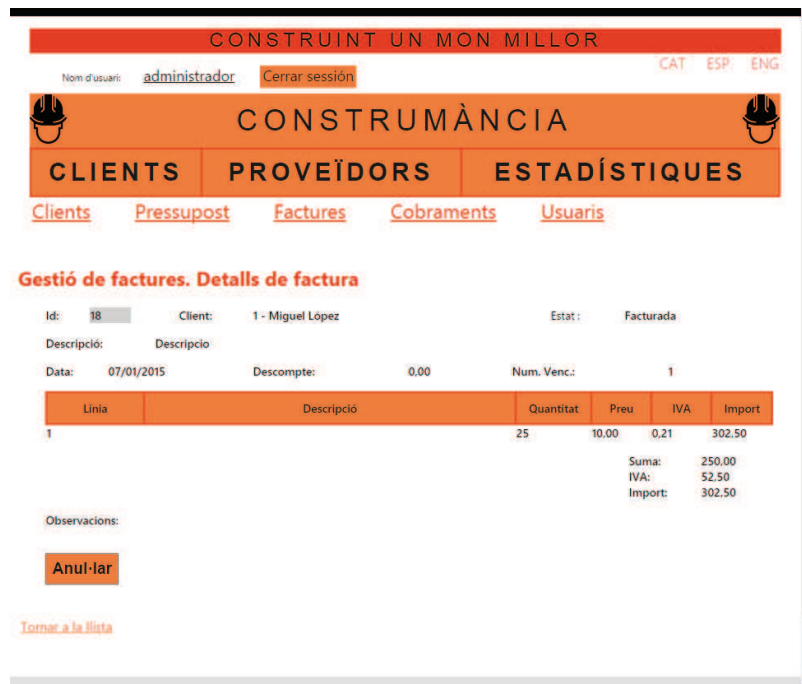 CONSTRUINT UN MON MILLOR
CAT ESP ENG
Nom d'usuari: administrador Cerrar sessión
CONSTRUMÀNCIA
CLIENTS PROVEÏDORS ESTADÍSTIQUES
Clients Pressupost Factures Cobraments Usuaris
Gestió de factures. Detalls de factura
Id: 18 Client: 1 - Miguel López Estat : Facturada
Descripció: Descripcio
Data: 07/01/2015 Descompte: 0,00 Num. Venc.: 1
Línia Descripció Quantitat Preu IVA Import
1 25 10,00 0,21 302,50
Suma: 250,00
IVA: 52,50
Import: 302,50
Observacions:
Anul·lar
Tornar a la llista